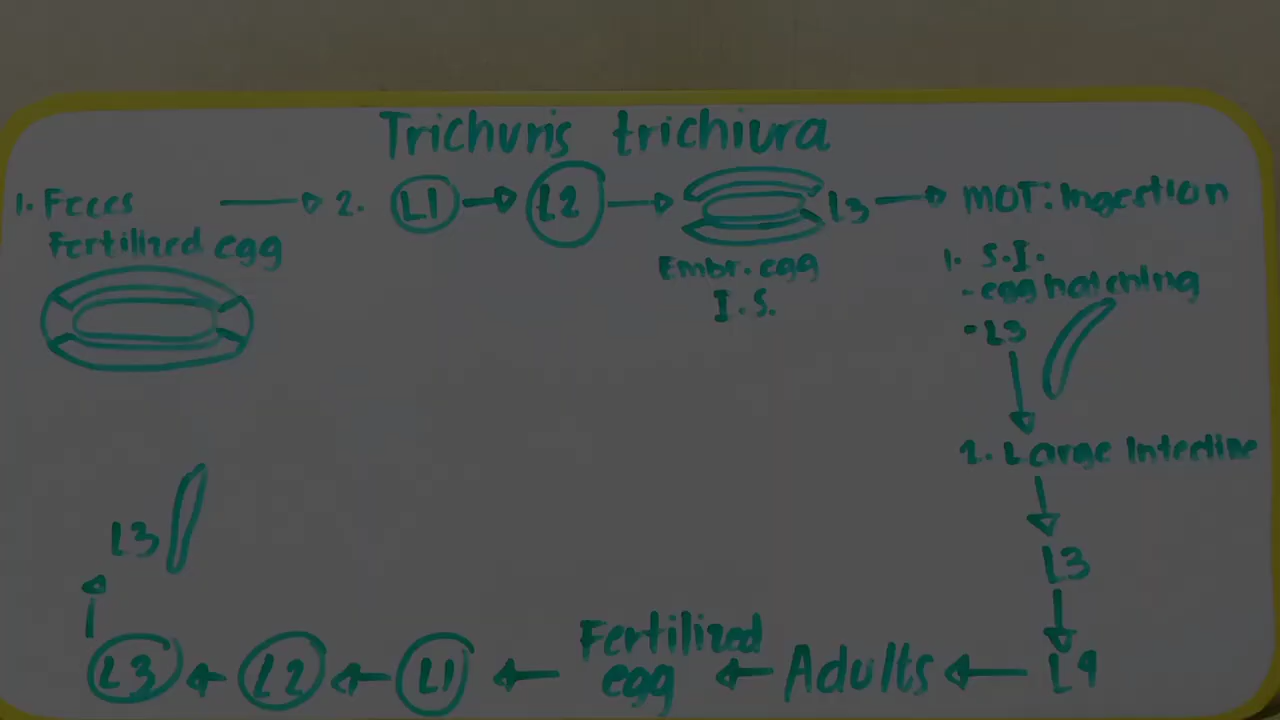 Trichuris trichiura
1. Feces
Fertilized egg
2. L1 L2 L3
Embr. egg
I.S.
MOT: Ingestion
1. S.I.
- egg hatching
- L3
2. Large Intestine
L3
L4
Adults
Fertilized
egg
L1
L2
L3
L3